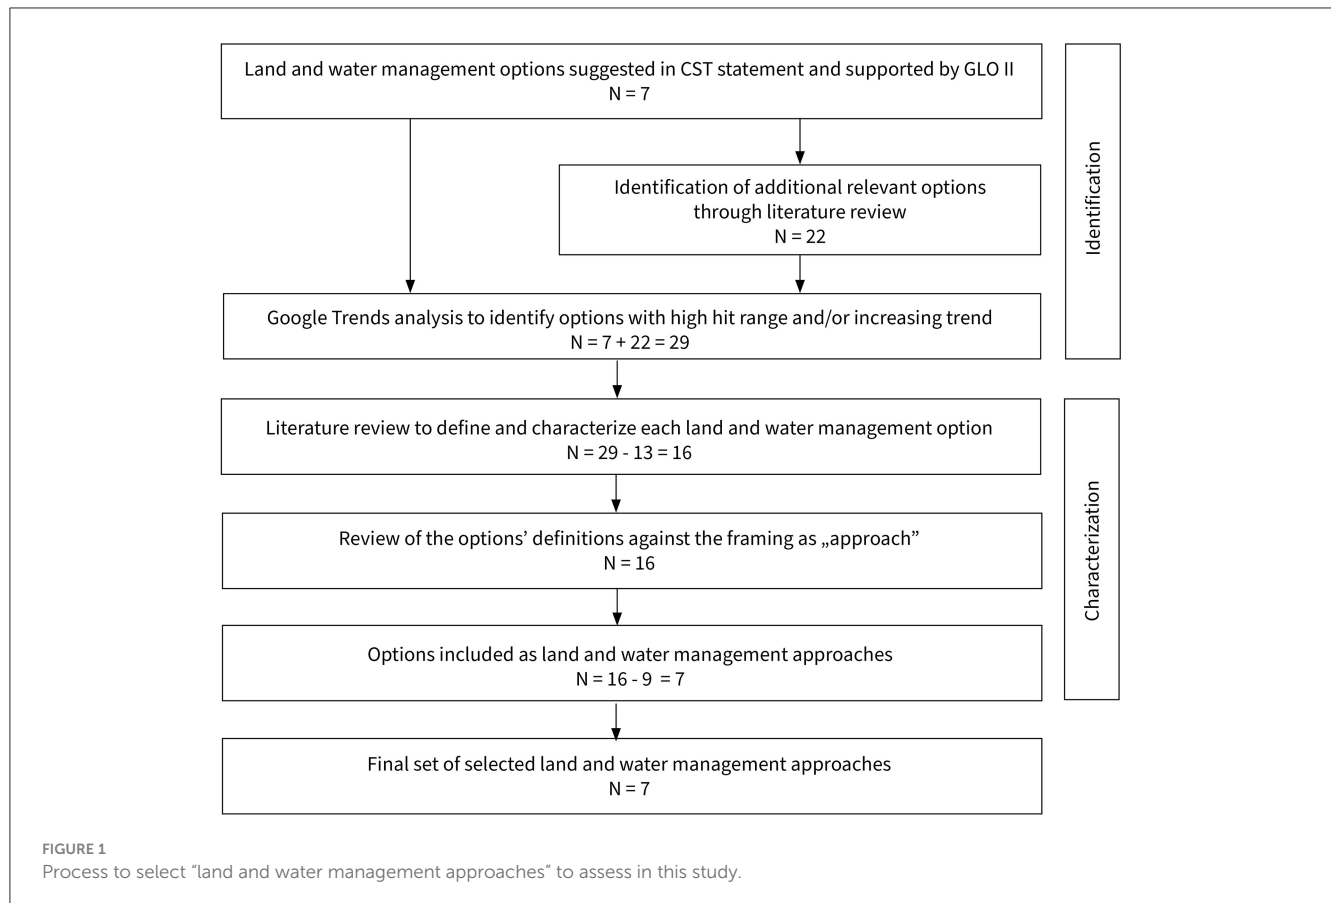 Land and water management options suggested in CST statement and supported by GLO II
N = 7
Identification of additional relevant options
through literature review
N = 22
Google Trends analysis to identify options with high hit range and/or increasing trend
N = 7 + 22 = 29
Identification
Literature review to define and characterize each land and water management option
N = 29 - 13 = 16
Review of the options’ definitions against the framing as „approach”
N = 16
Options included as land and water management approaches
N = 16 - 9 = 7
Characterization
Final set of selected land and water management approaches
N = 7
FIGURE 1
Process to select “land and water management approaches” to assess in this study.